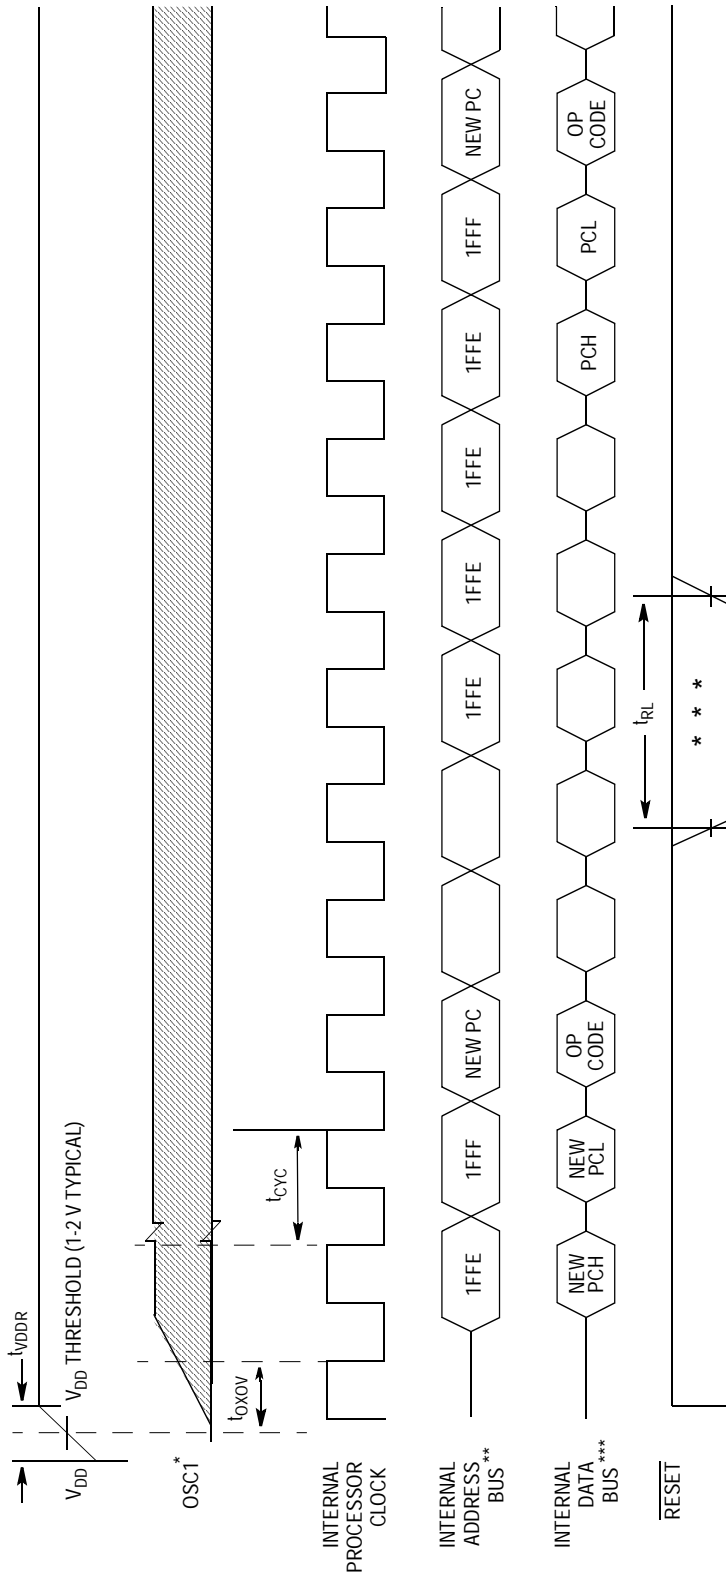 t_VDDR
V_DD
V_DD THRESHOLD (1-2 V TYPICAL)
OSC1*
t_OXOV
t_CYC
INTERNAL
PROCESSOR
CLOCK
INTERNAL
ADDRESS
BUS**
1FFE
1FFF
NEW PC
1FFE
1FFE
1FFE
1FFE
1FFF
NEW PC
INTERNAL
DATA
BUS***
NEW
PCH
NEW
PCL
OP
CODE
PCH
PCL
OP
CODE
t_RL
RESET
* * *